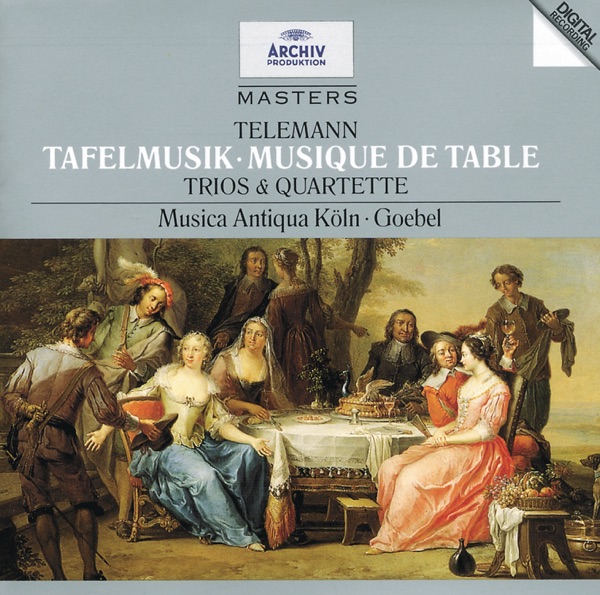 DIGITAL
RECORDING
ARCHIV
PRODUKTION
MASTERS
TELEMANN
TAFELMUSIK · MUSIQUE DE TABLE
TRIOS & QUARTETTE
Musica Antiqua Köln · Goebel